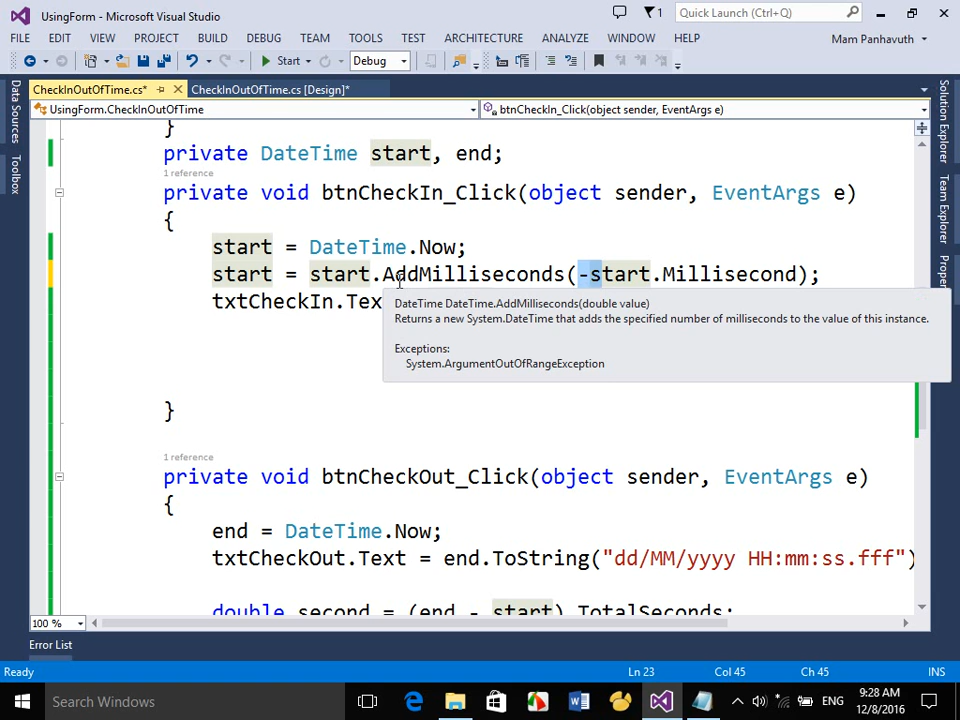 UsingForm - Microsoft Visual Studio
1
Quick Launch (Ctrl+Q)
FILE EDIT VIEW PROJECT BUILD DEBUG TEAM TOOLS TEST ARCHITECTURE ANALYZE WINDOW HELP
Mam Panhavuth
Start
Debug
CheckInOutOfTime.cs*
CheckInOutOfTime.cs [Design]*
UsingForm.CheckInOutOfTime
btnCheckIn_Click(object sender, EventArgs e)
Data Sources
Toolbox
Solution Explorer
Team Explorer
Proper
}
private DateTime start, end;
1 reference
private void btnCheckIn_Click(object sender, EventArgs e)
{
start = DateTime.Now;
start = start.AddMilliseconds(-start.Millisecond);
txtCheckIn.Tex
DateTime DateTime.AddMilliseconds(double value)
Returns a new System.DateTime that adds the specified number of milliseconds to the value of this instance.
Exceptions:
System.ArgumentOutOfRangeException
}
1 reference
private void btnCheckOut_Click(object sender, EventArgs e)
{
end = DateTime.Now;
txtCheckOut.Text = end.ToString("dd/MM/yyyy HH:mm:ss.fff")
double second = (end - start).TotalSeconds;
100 %
Error List
Ready
Ln 23
Col 45
Ch 45
INS
Search Windows
ENG
9:28 AM
12/8/2016